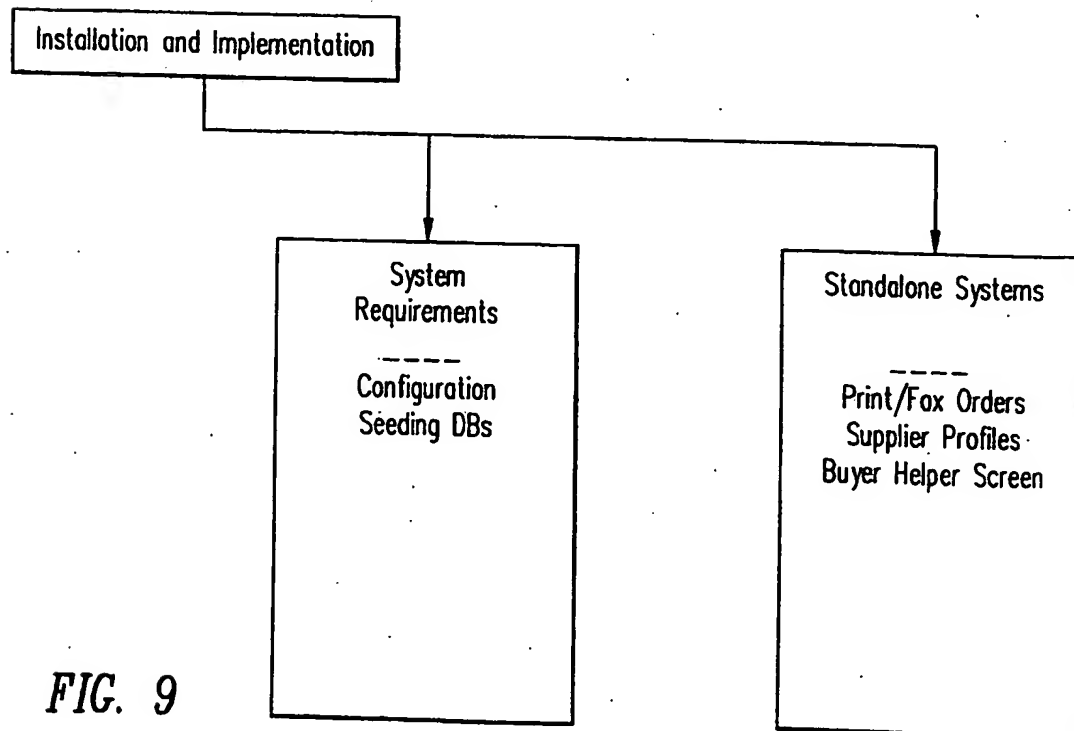 Installation and Implementation
System
Requirements
----
Configuration
Seeding DBs
Standalone Systems
----
Print/Fax Orders
Supplier Profiles
Buyer Helper Screen
FIG. 9